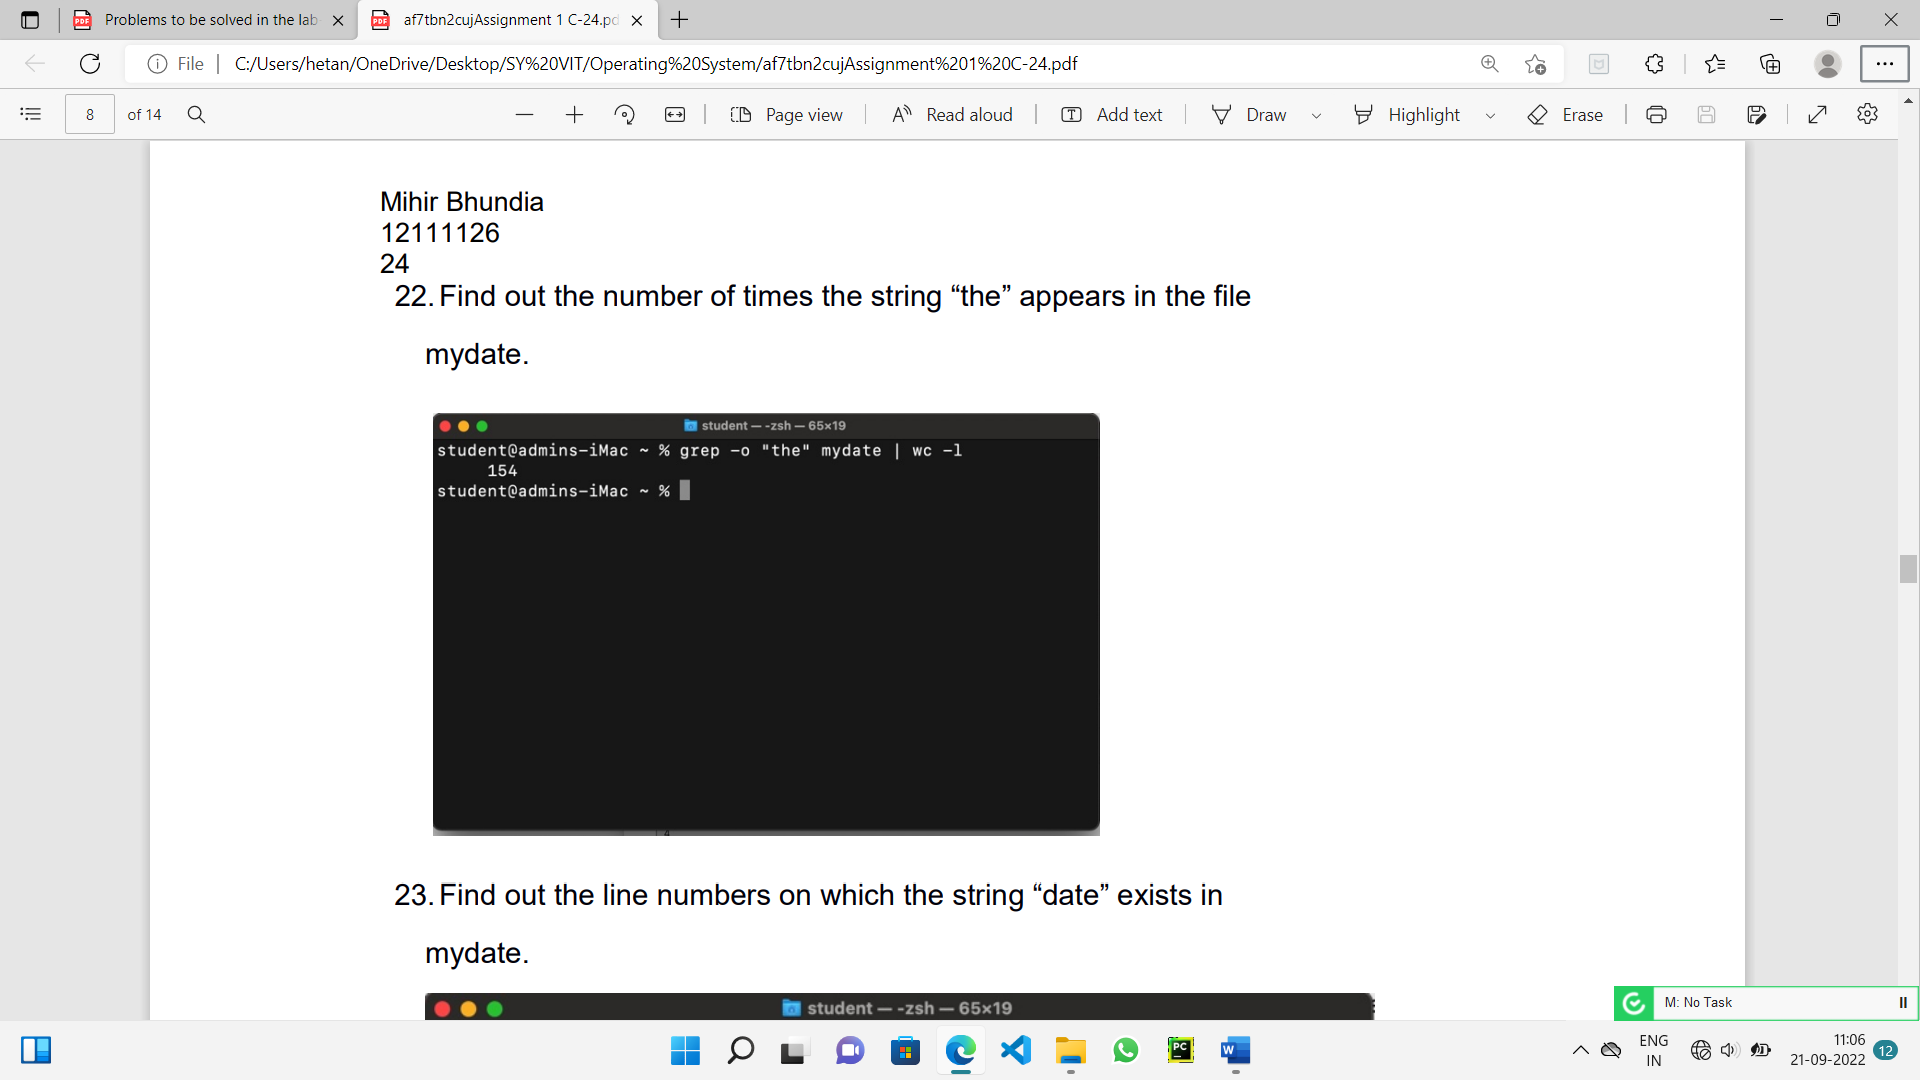 Problems to be solved in the lab
af7tbn2cujAssignment 1 C-24.pd
File
C:/Users/hetan/OneDrive/Desktop/SY%20VIT/Operating%20System/af7tbn2cujAssignment%201%20C-24.pdf
8 of 14
Page view
Read aloud
Add text
Draw
Highlight
Erase
Mihir Bhundia
12111126
24
22. Find out the number of times the string “the” appears in the file
mydate.
student — -zsh — 65×19
student@admins-iMac ~ % grep -o "the" mydate | wc -l
154
student@admins-iMac ~ %
23. Find out the line numbers on which the string “date” exists in
mydate.
student — -zsh — 65×19
M: No Task
ENG
IN
11:06
21-09-2022
12